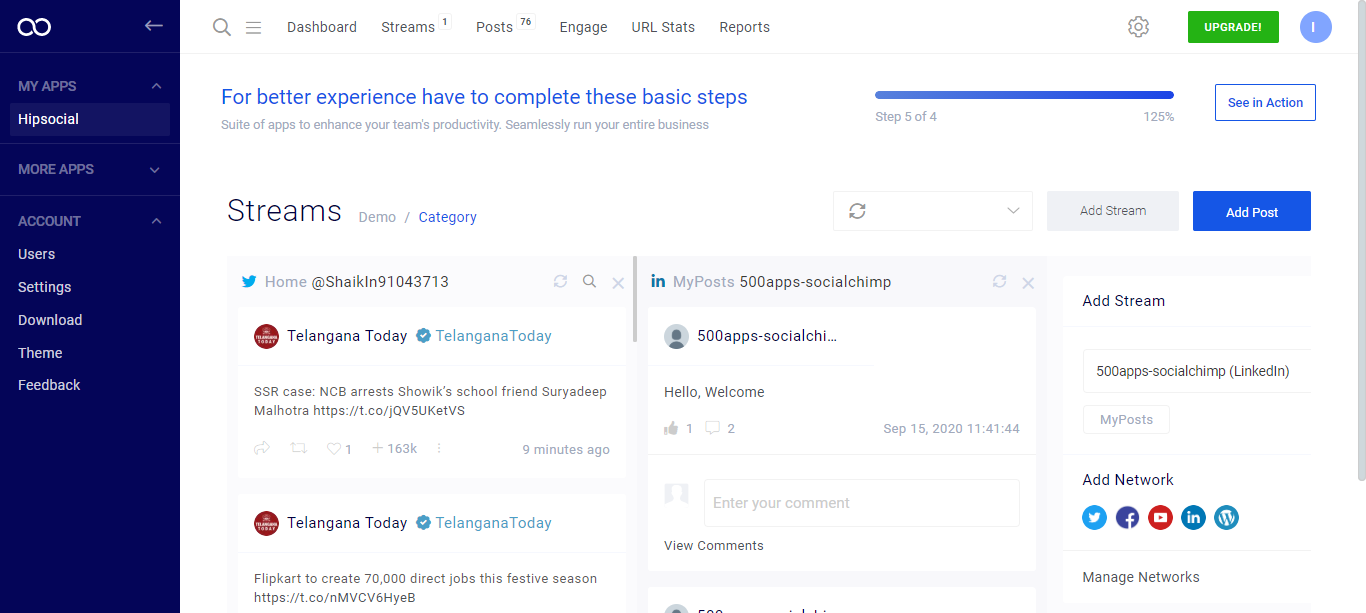 Dashboard
Streams 1
Posts 76
Engage
URL Stats
Reports
UPGRADE!
I
MY APPS
Hipsocial
MORE APPS
ACCOUNT
Users
Settings
Download
Theme
Feedback
For better experience have to complete these basic steps
Suite of apps to enhance your team's productivity. Seamlessly run your entire business
Step 5 of 4
125%
See in Action
Streams
Demo / Category
Add Stream
Add Post
Home @ShaikIn91043713
Telangana Today TelanganaToday
SSR case: NCB arrests Showik's school friend Suryadeep
Malhotra https://t.co/jQV5UKetVS
1
163k
9 minutes ago
Telangana Today TelanganaToday
Flipkart to create 70,000 direct jobs this festive season
https://t.co/nMVCV6HyeB
MyPosts 500apps-socialchimp
500apps-socialchi...
Hello, Welcome
1
2
Sep 15, 2020 11:41:44
Enter your comment
View Comments
Add Stream
500apps-socialchimp (LinkedIn)
MyPosts
Add Network
Manage Networks